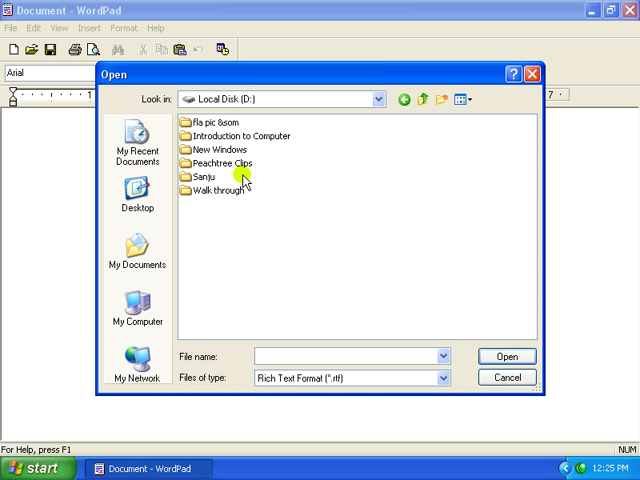 Document - WordPad
File Edit View Insert Format Help
Arial
1
7
Open
Look in: Local Disk (D:)
My Recent
Documents
Desktop
My Documents
My Computer
My Network
fla pic &som
Introduction to Computer
New Windows
Peachtree Clips
Sanju
Walk through
File name: Open
Files of type: Rich Text Format (*.rtf) Cancel
For Help, press F1 NUM
start Document - WordPad 12:25 PM